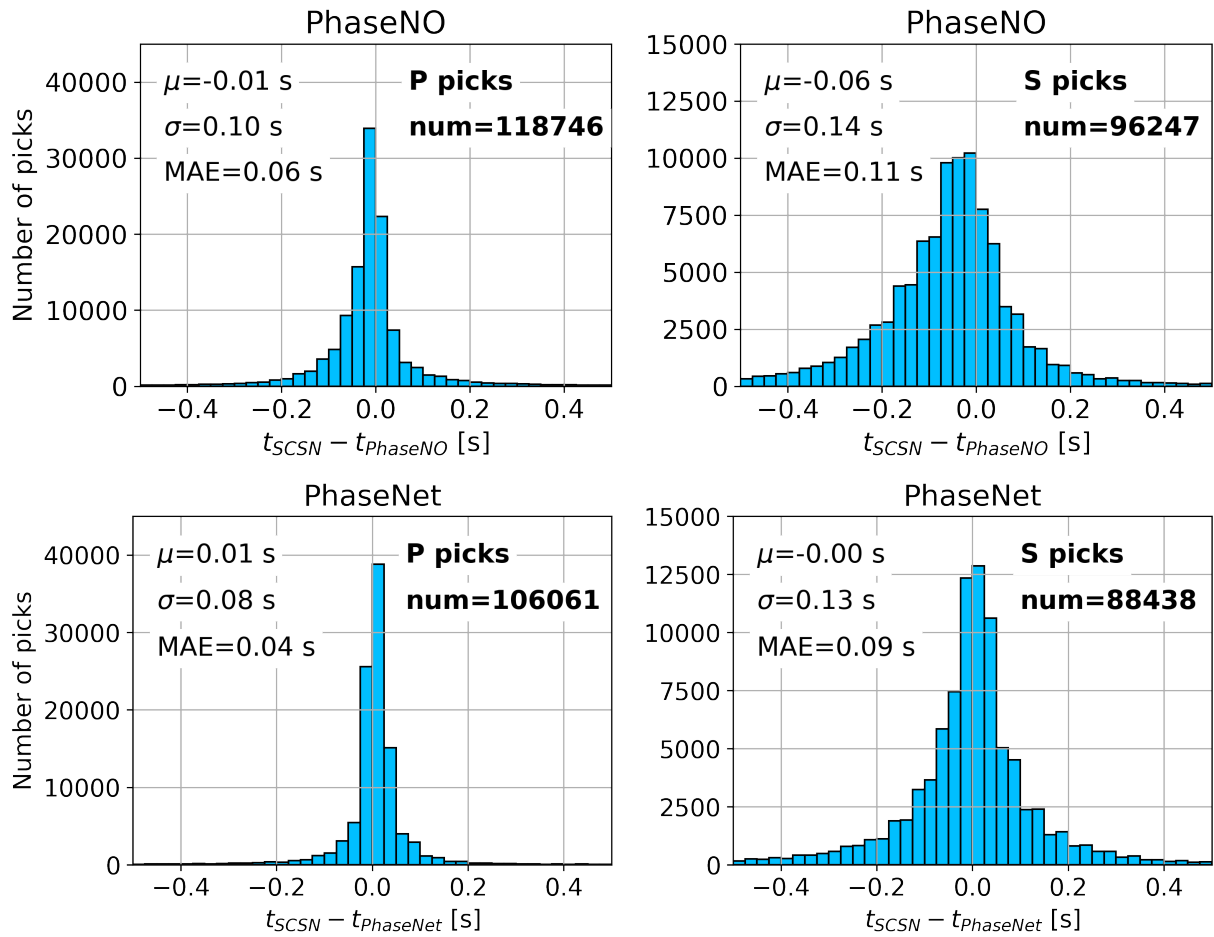 PhaseNO
Number of picks
40000
30000
20000
10000
0
μ=-0.01 s
σ=0.10 s
MAE=0.06 s
P picks
num=118746
−0.4 −0.2 0.0 0.2 0.4
t_SCSN − t_PhaseNO [s]
PhaseNO
15000
12500
10000
7500
5000
2500
0
μ=-0.06 s
σ=0.14 s
MAE=0.11 s
S picks
num=96247
−0.4 −0.2 0.0 0.2 0.4
t_SCSN − t_PhaseNO [s]
PhaseNet
Number of picks
40000
30000
20000
10000
0
μ=0.01 s
σ=0.08 s
MAE=0.04 s
P picks
num=106061
−0.4 −0.2 0.0 0.2 0.4
t_SCSN − t_PhaseNet [s]
PhaseNet
15000
12500
10000
7500
5000
2500
0
μ=-0.00 s
σ=0.13 s
MAE=0.09 s
S picks
num=88438
−0.4 −0.2 0.0 0.2 0.4
t_SCSN − t_PhaseNet [s]